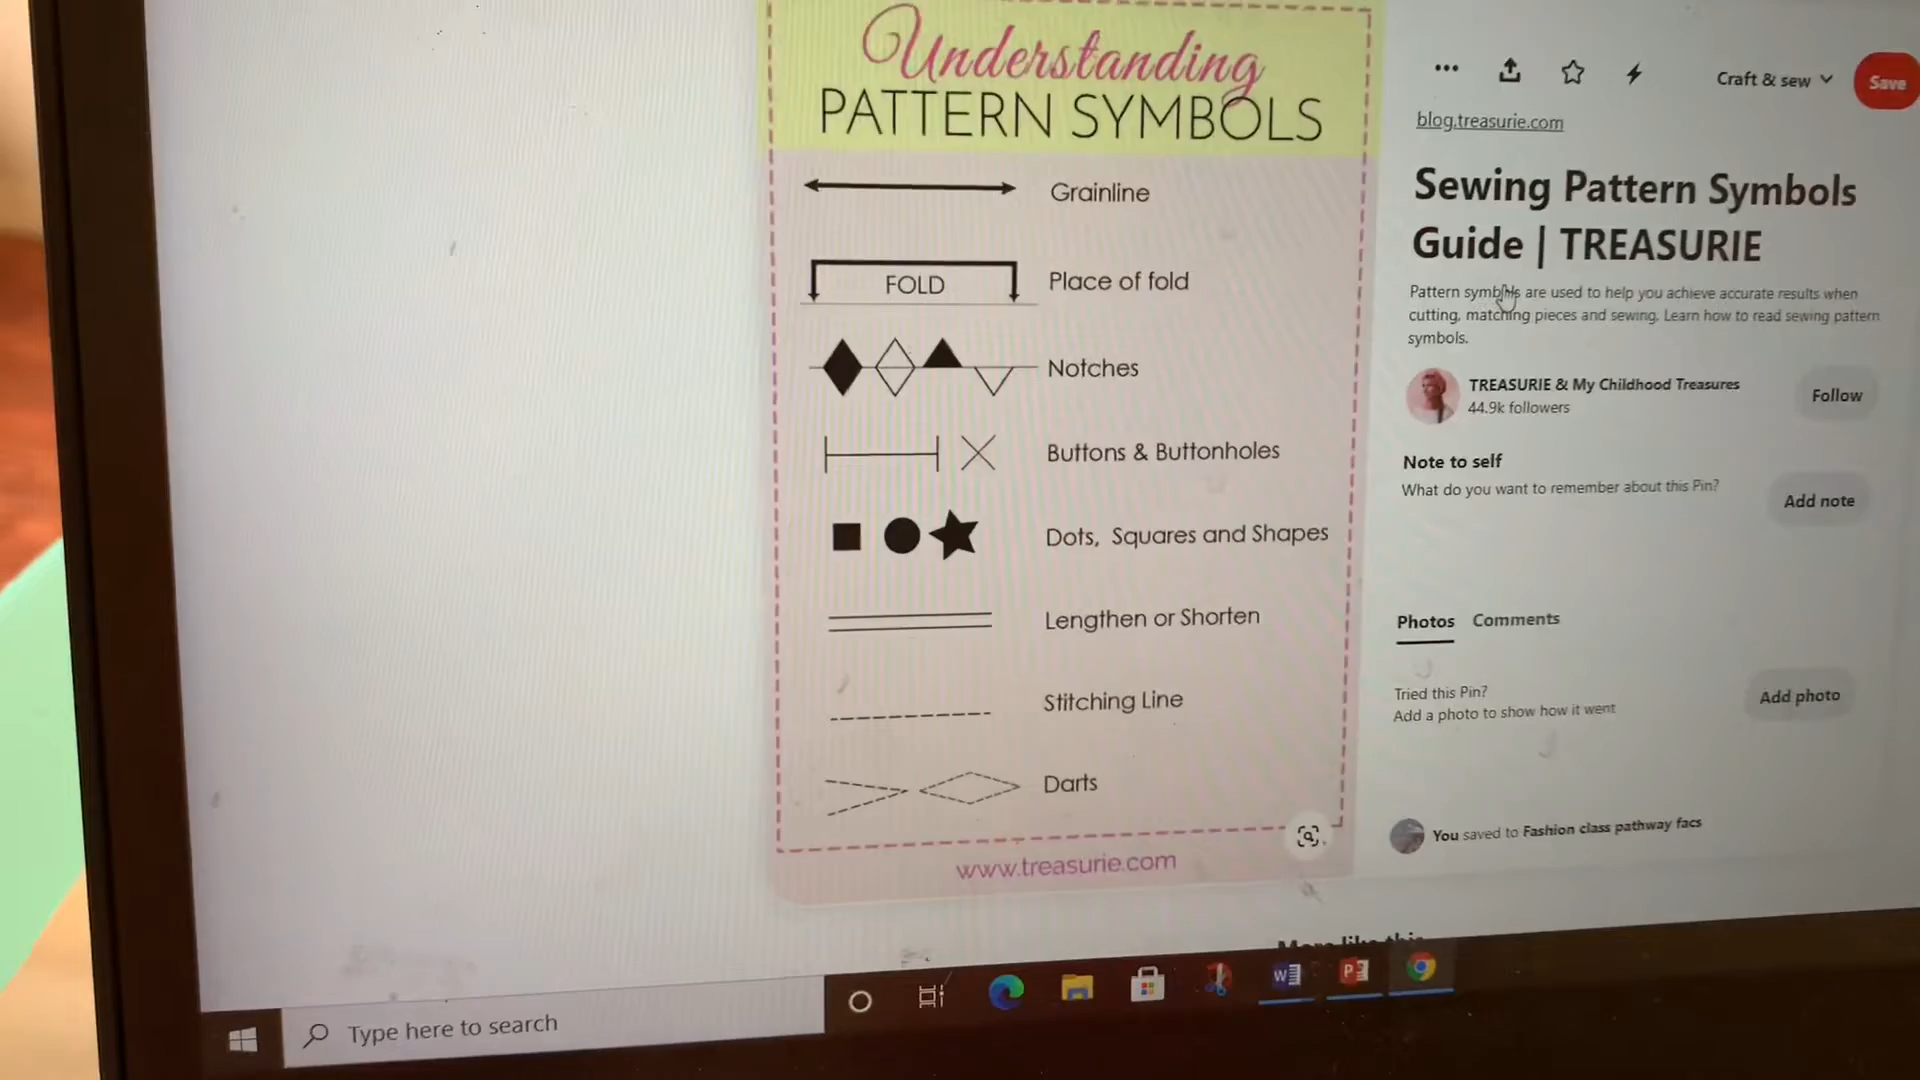 Understanding
PATTERN SYMBOLS
Grainline
FOLD
Place of fold
Notches
Buttons & Buttonholes
Dots, Squares and Shapes
Lengthen or Shorten
Stitching Line
Darts
www.treasurie.com
Craft & sew
Save
blog.treasurie.com
Sewing Pattern Symbols
Guide | TREASURIE
Pattern symbols are used to help you achieve accurate results when
cutting, matching pieces and sewing. Learn how to read sewing pattern
symbols.
TREASURIE & My Childhood Treasures
44.9k followers
Follow
Note to self
What do you want to remember about this Pin?
Add note
Photos Comments
Tried this Pin?
Add a photo to show how it went
Add photo
You saved to Fashion class pathway facs
More like this
Type here to search